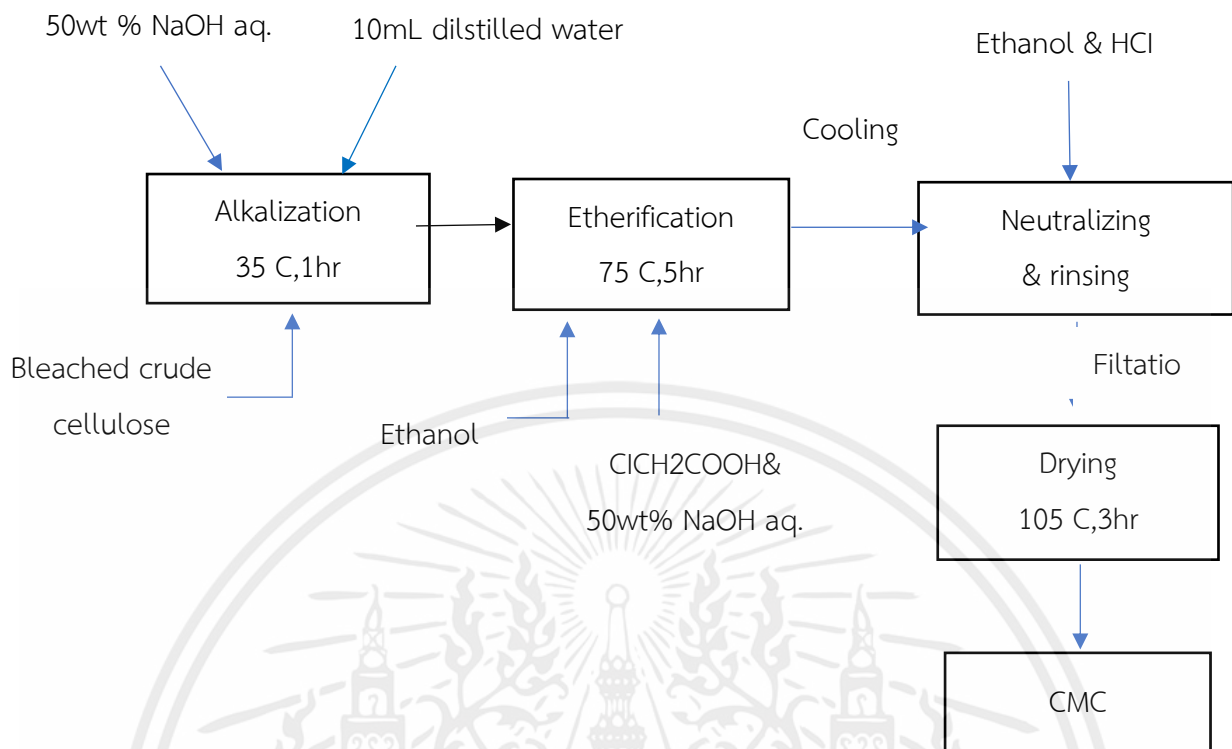 50wt % NaOH aq.
10mL dilstilled water
Ethanol & HCl
Cooling
Alkalization
35 C,1hr
Etherification
75 C,5hr
Neutralizing
& rinsing
Bleached crude
cellulose
Ethanol
ClCH2COOH&
50wt% NaOH aq.
Filtatio
Drying
105 C,3hr
CMC